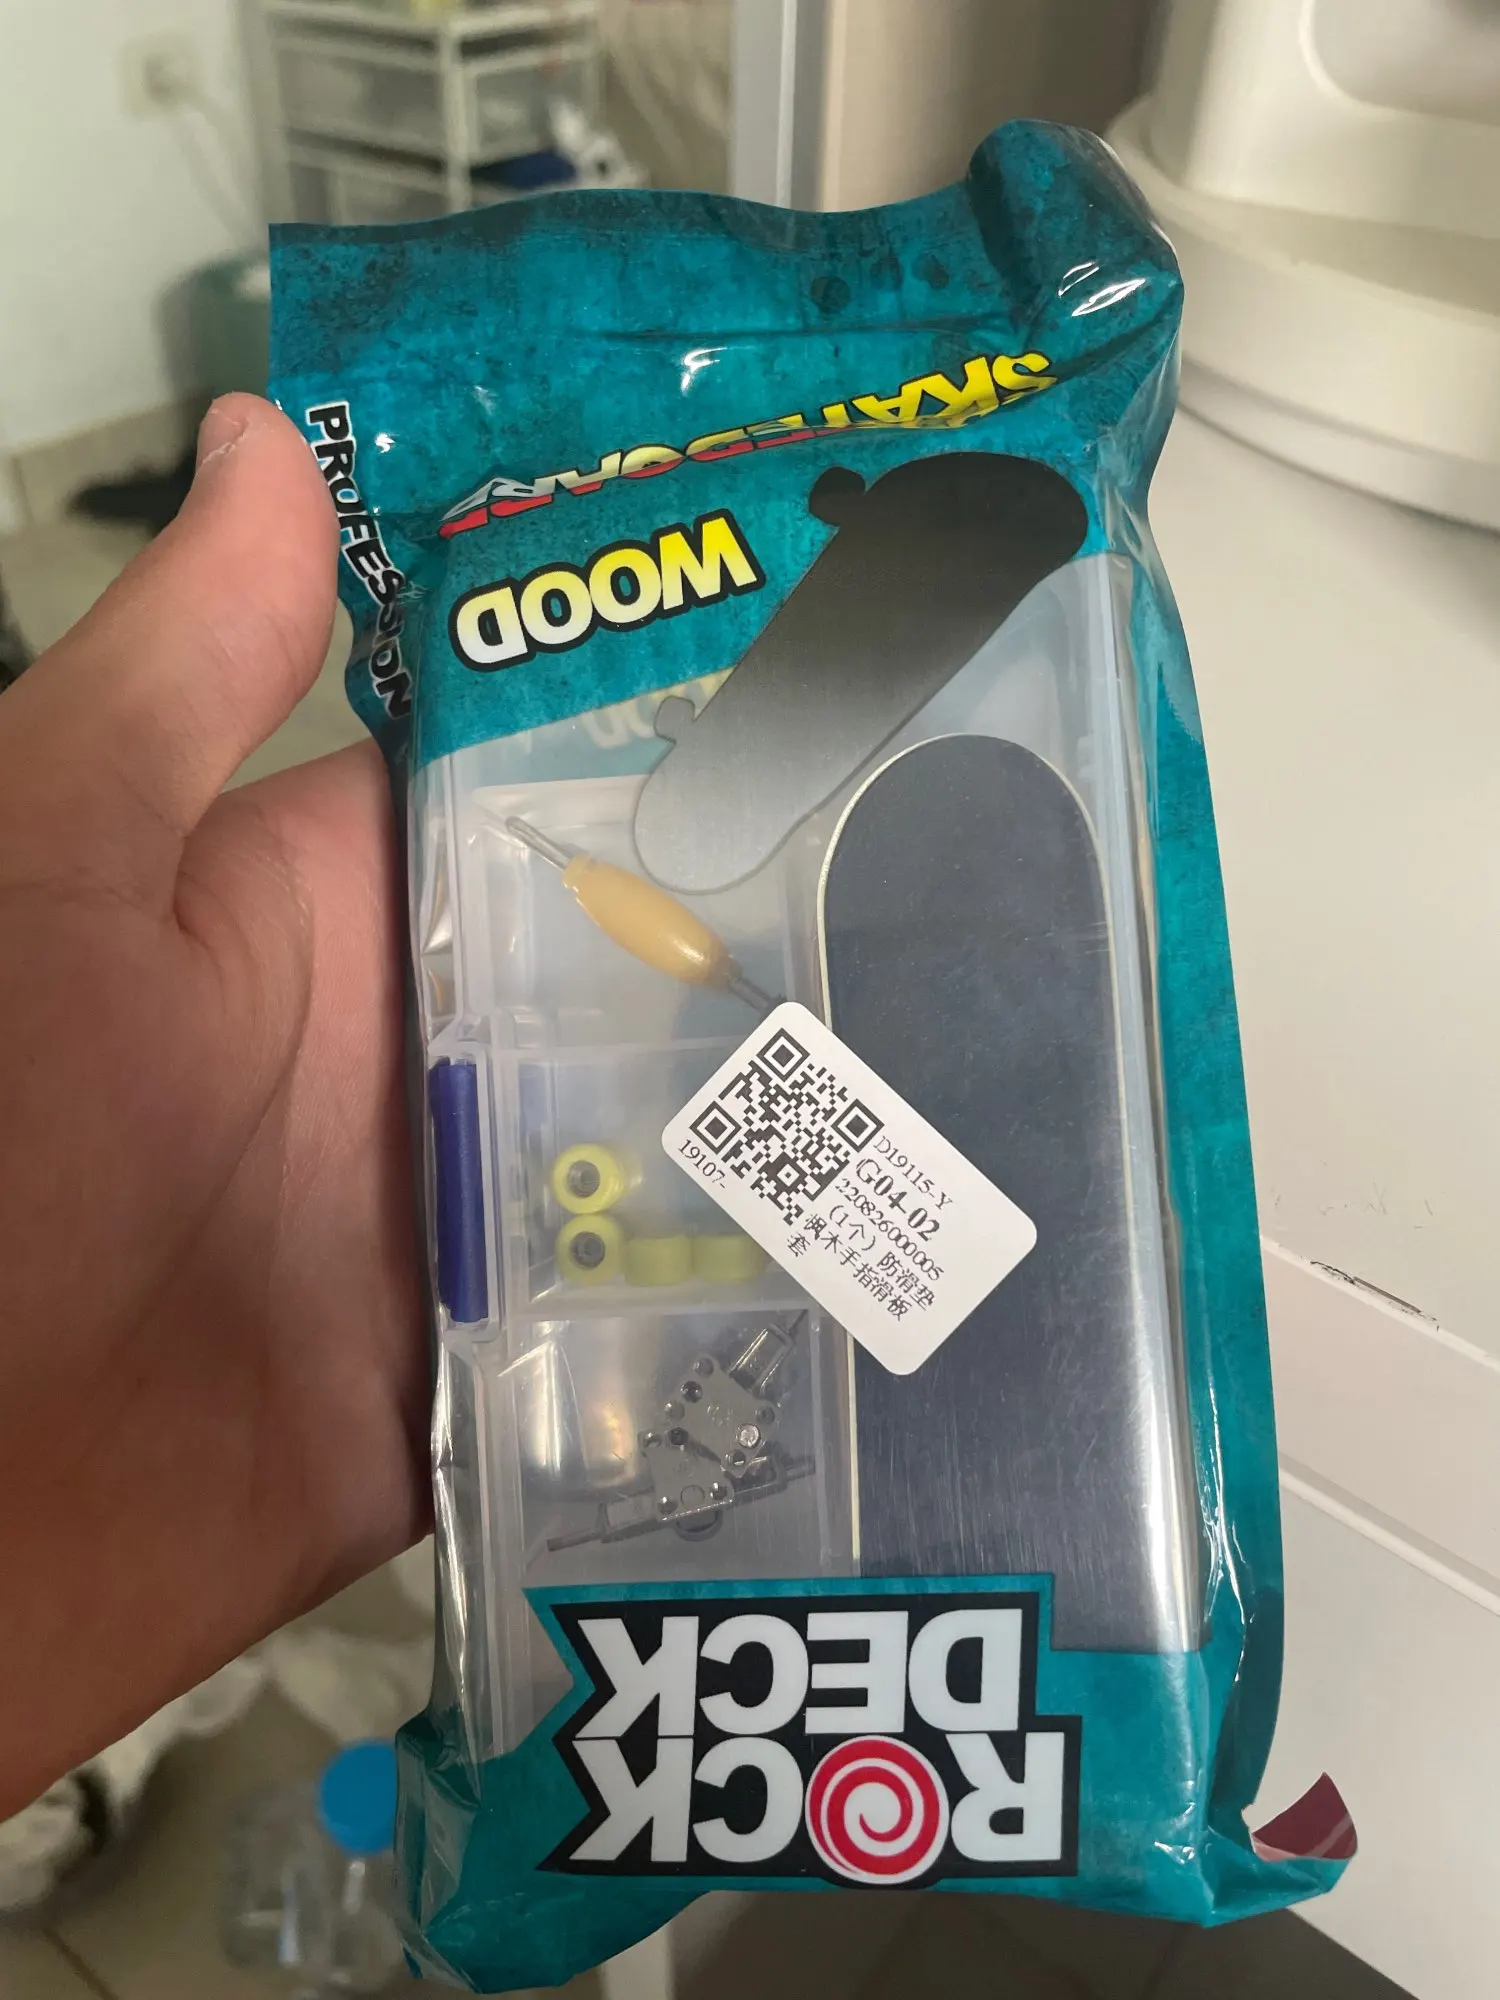 ROCK
DECK
WOOD
SKATEBOARD
PROFESSION
D19115-Y
G04-02
220826000005
(1个) 防滑垫
枫木手指滑板
套
19107-